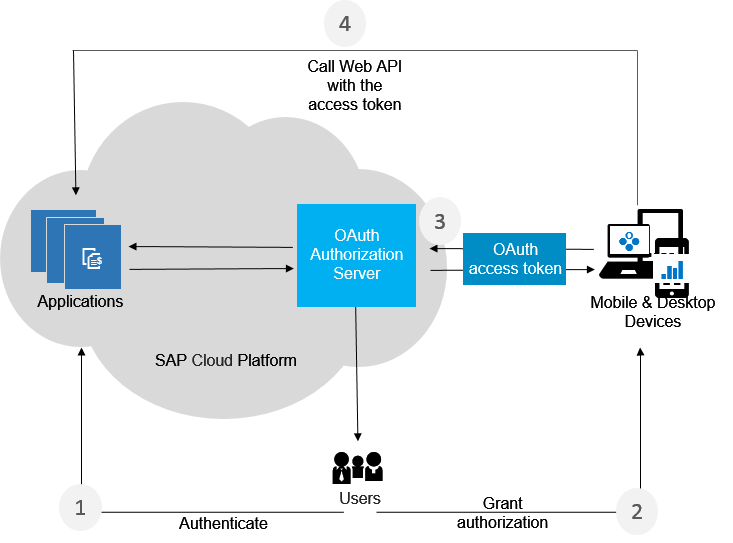 4
Call Web API
with the
access token
3
OAuth
Authorization
Server
OAuth
access token
Applications
Mobile & Desktop
Devices
SAP Cloud Platform
Users
1
Authenticate
Grant
authorization
2